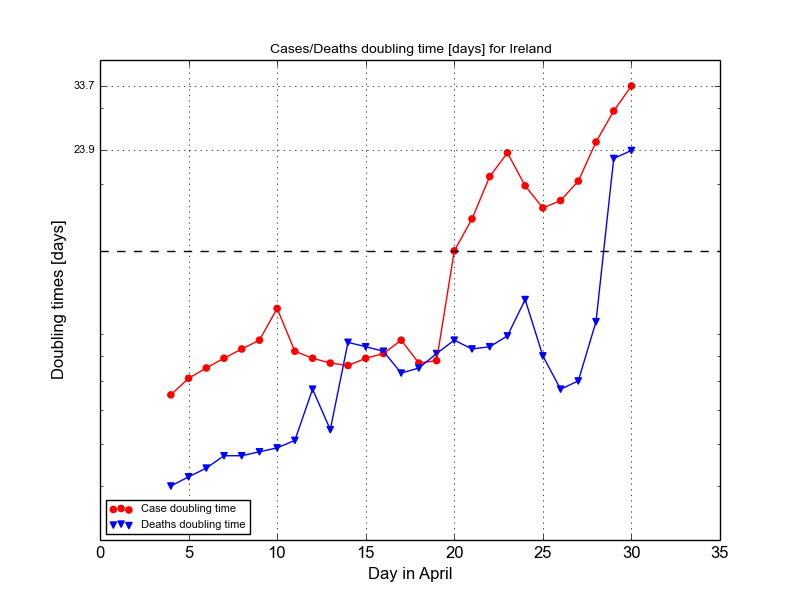 Cases/Deaths doubling time [days] for Ireland
33.7
23.9
Doubling times [days]
Case doubling time
Deaths doubling time
0 5 10 15 20 25 30 35
Day in April